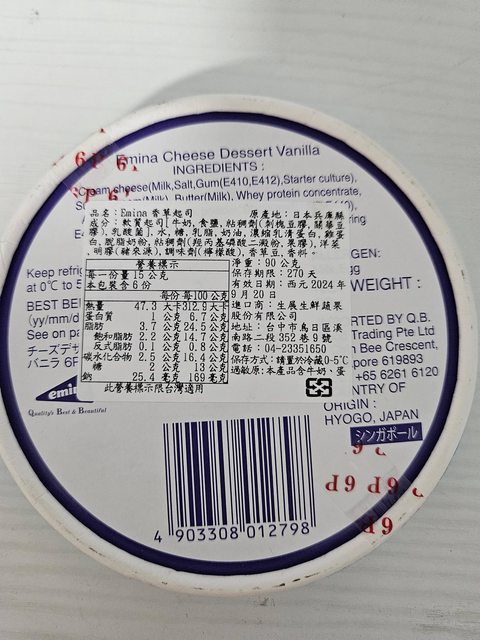 Emina Cheese Dessert Vanilla
INGREDIENTS :
Cream cheese(Milk,Salt,Gum(E410,E412),Starter culture),
Butter(Milk), Whey protein concentrate,
品名：Emina 香草起司
原產地：日本兵庫縣
成分：軟質起司[牛奶, 食鹽, 粘稠劑(刺槐豆膠, 關華豆
膠), 乳酸菌], 水, 糖, 乳脂, 奶油, 濃縮乳清蛋白, 雞蛋
白, 脫脂奶粉, 粘稠劑(羥丙基磷酸二澱粉, 果膠), 洋菜
, 明膠(豬來源), 調味劑(檸檬酸), 香草豆, 香料。
營養標示
每一份量 15 公克
本包裝含 6 份
每份 每100 公克
熱量 47.3 大卡 312.9 大卡
蛋白質 1 公克 6.7 公克
脂肪 3.7 公克 24.5 公克
飽和脂肪 2.2 公克 14.7 公克
反式脂肪 0.1 公克 0.8 公克
碳水化合物 2.5 公克 16.4 公克
糖 2 公克 13 公克
鈉 25.4 毫克 169 毫克
此營養標示限台灣適用
淨重：90 公克
保存期限：270 天
有效日期：西元 2024 年
9 月 20 日
進口商：生展生鮮蔬果
股份有限公司
地址：台中市烏日區溪
南路二段 352 巷 9 號
電話：04-23351650
保存方式：請置於冷藏0-5℃
過敏原：本產品含牛奶、蛋
Keep refrig
at 0℃ to 5
BEST BE
(yy/mm/d
See on pa
チーズデザ
バニラ 6P
GEN:
WEIGHT :
RTED BY Q.B.
Trading Pte Ltd
Bee Crescent,
pore 619893
+65 6261 6120
NTRY OF
ORIGIN :
HYOGO, JAPAN
シンガポール
emin
Quality's Best & Beautiful
6P
6P
6P
6P
4 903308 012798